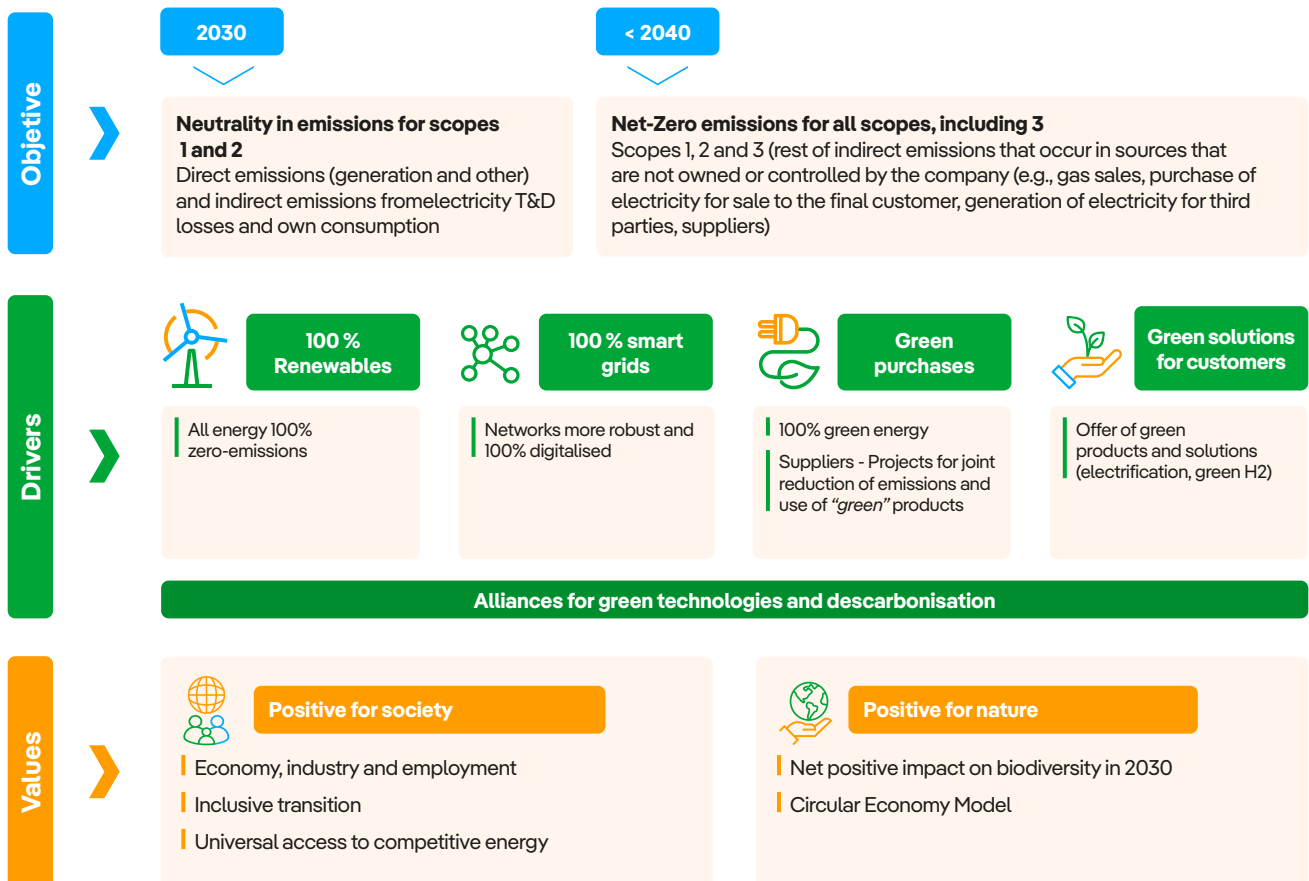 Objetive
2030
< 2040
Neutrality in emissions for scopes
1 and 2
Direct emissions (generation and other)
and indirect emissions fromelectricity T&D
losses and own consumption
Net-Zero emissions for all scopes, including 3
Scopes 1, 2 and 3 (rest of indirect emissions that occur in sources that
are not owned or controlled by the company (e.g., gas sales, purchase of
electricity for sale to the final customer, generation of electricity for third
parties, suppliers)
Drivers
100 %
Renewables
All energy 100%
zero-emissions
100 % smart
grids
Networks more robust and
100% digitalised
Green
purchases
100% green energy
Suppliers - Projects for joint
reduction of emissions and
use of “green” products
Green solutions
for customers
Offer of green
products and solutions
(electrification, green H2)
Alliances for green technologies and descarbonisation
Values
Positive for society
Economy, industry and employment
Inclusive transition
Universal access to competitive energy
Positive for nature
Net positive impact on biodiversity in 2030
Circular Economy Model